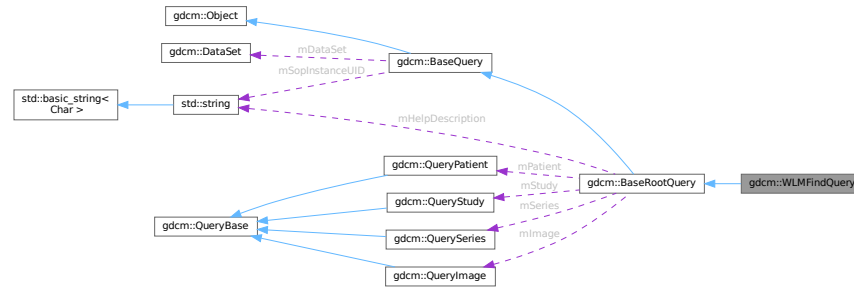 gdcm::Object
gdcm::DataSet
mDataSet
gdcm::BaseQuery
mSopInstanceUID
std::basic_string<
Char >
std::string
mHelpDescription
gdcm::QueryPatient
mPatient
gdcm::BaseRootQuery
gdcm::WLMFindQuery
mStudy
gdcm::QueryStudy
mSeries
gdcm::QueryBase
gdcm::QuerySeries
mImage
gdcm::QueryImage